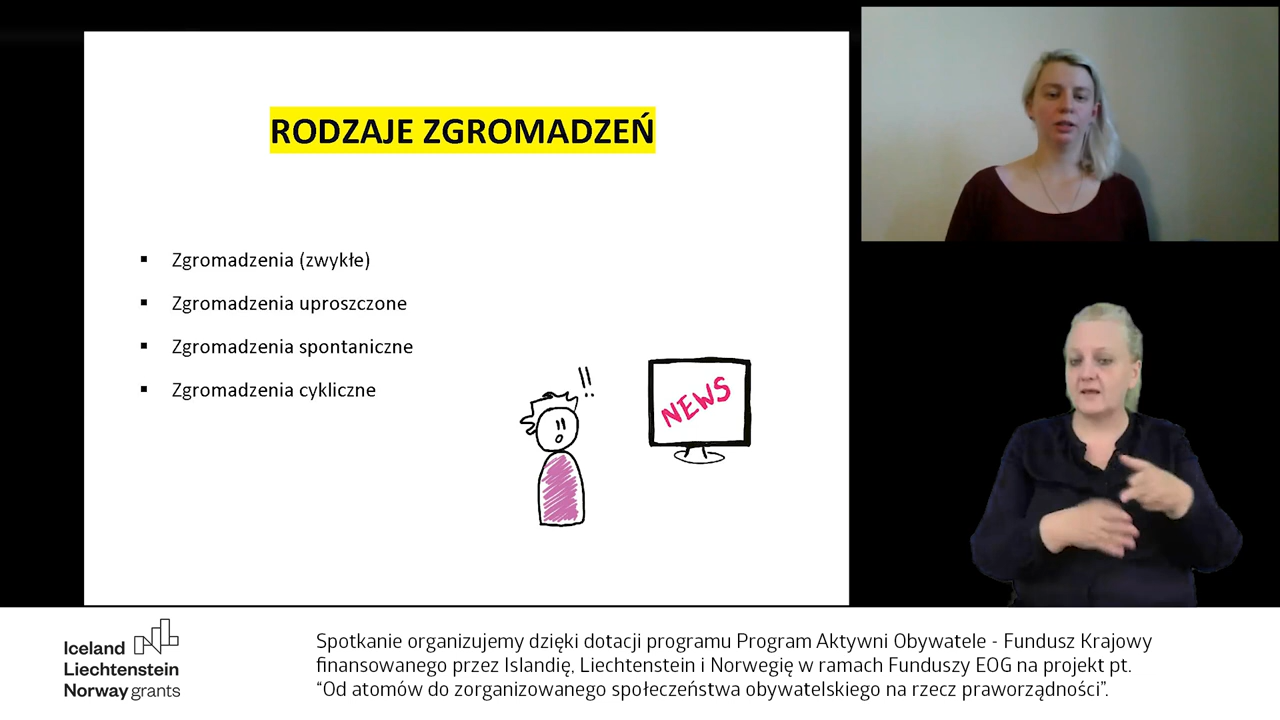 RODZAJE ZGROMADZEŃ
Zgromadzenia (zwykłe)
Zgromadzenia uproszczone
Zgromadzenia spontaniczne
Zgromadzenia cykliczne
!!
NEWS
Iceland
Liechtenstein
Norway grants
Spotkanie organizujemy dzięki dotacji programu Program Aktywni Obywatele - Fundusz Krajowy
finansowanego przez Islandię, Liechtenstein i Norwegię w ramach Funduszy EOG na projekt pt.
“Od atomów do zorganizowanego społeczeństwa obywatelskiego na rzecz praworządności”.